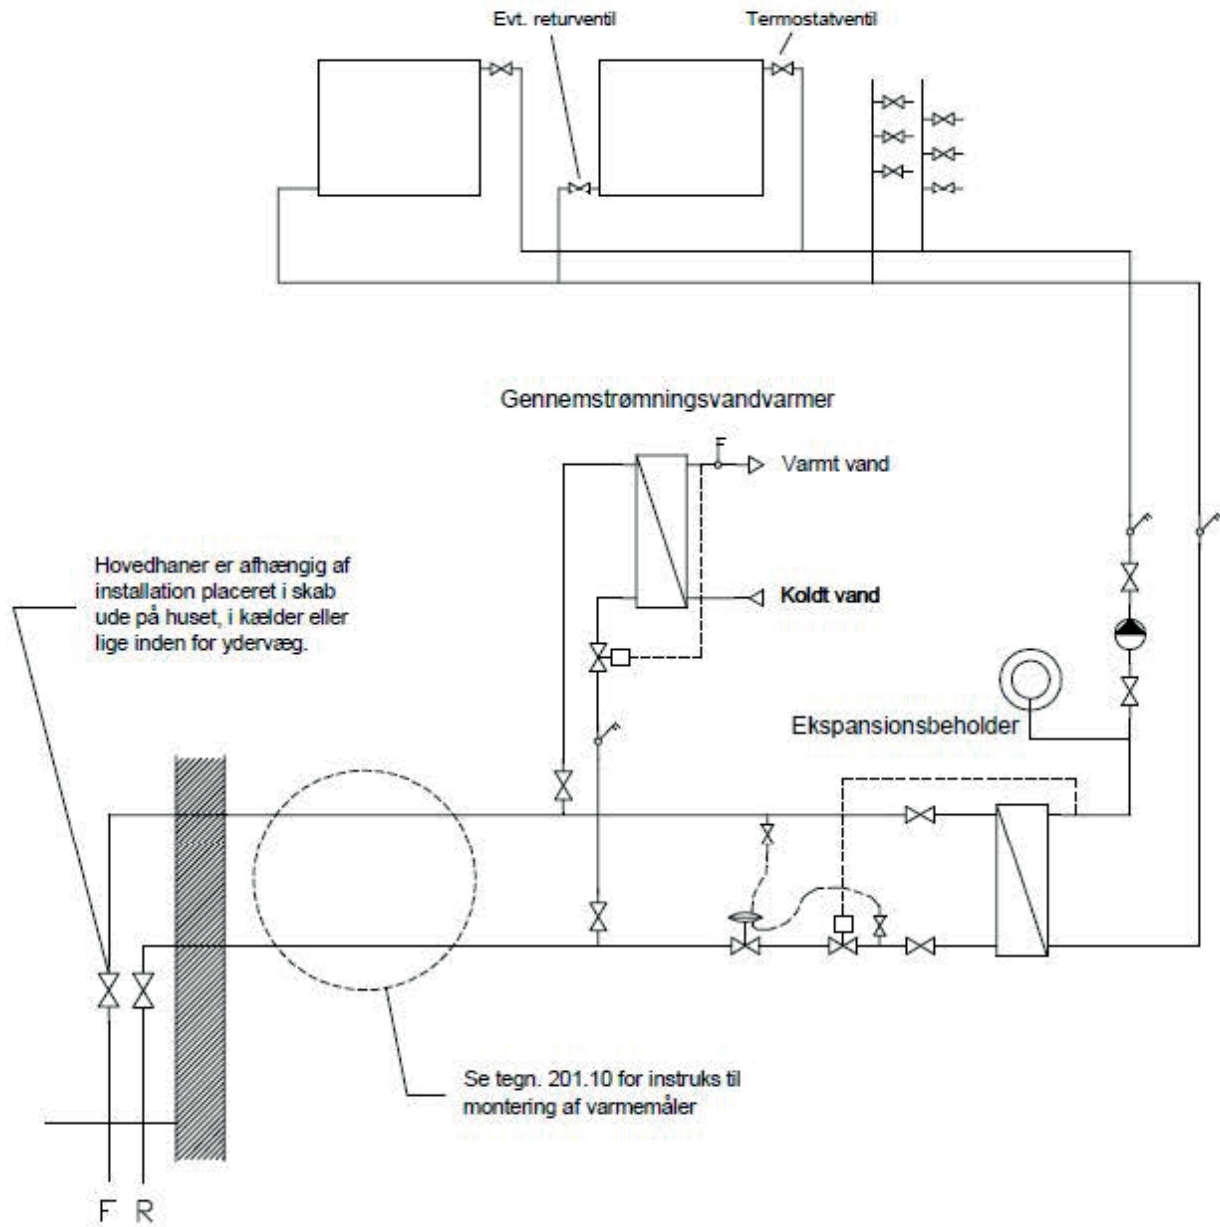 Evt. returventil
Termostatventil
Gennemstrømningsvandvarmer
F
Varmt vand
Hovedhaner er afhængig af
installation placeret i skab
ude på huset, i kælder eller
lige inden for ydervæg.
Koldt vand
Ekspansionsbeholder
Se tegn. 201.10 for instruks til
montering af varmemåler
F R